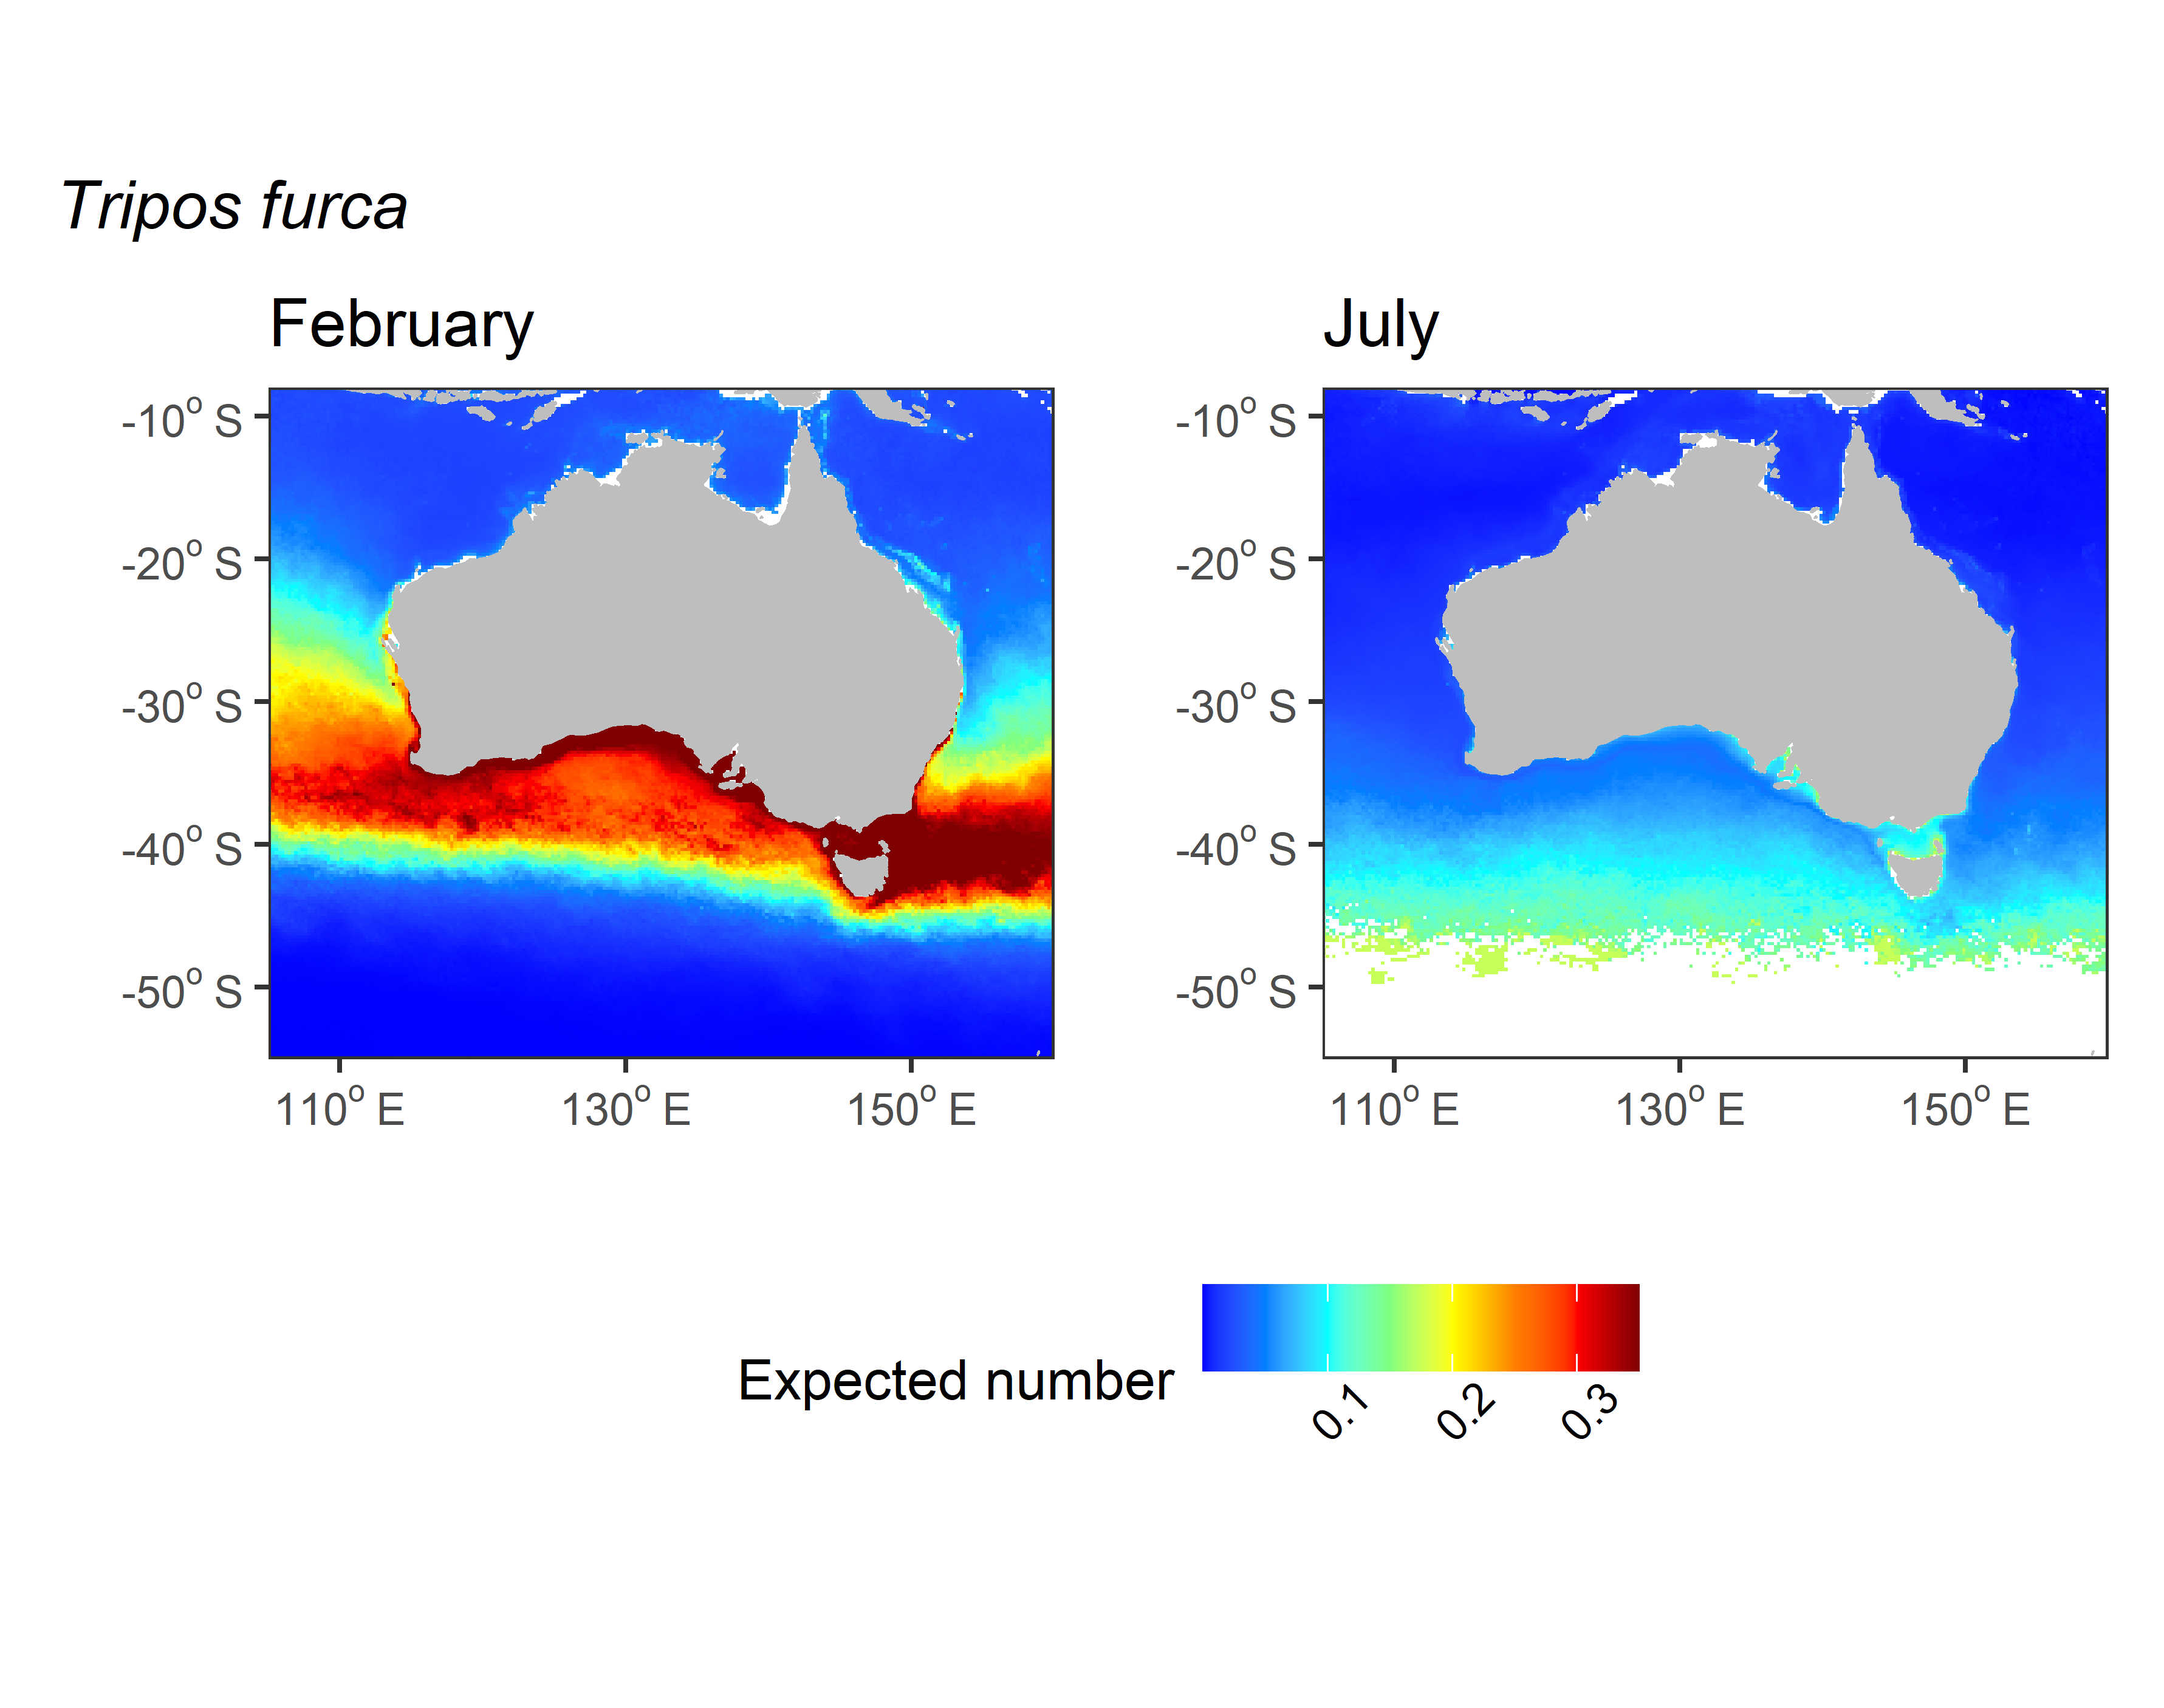 Tripos furca
February
July
-10° S
-20° S
-30° S
-40° S
-50° S
110° E 130° E 150° E
-10° S
-20° S
-30° S
-40° S
-50° S
110° E 130° E 150° E
Expected number
0.1 0.2 0.3